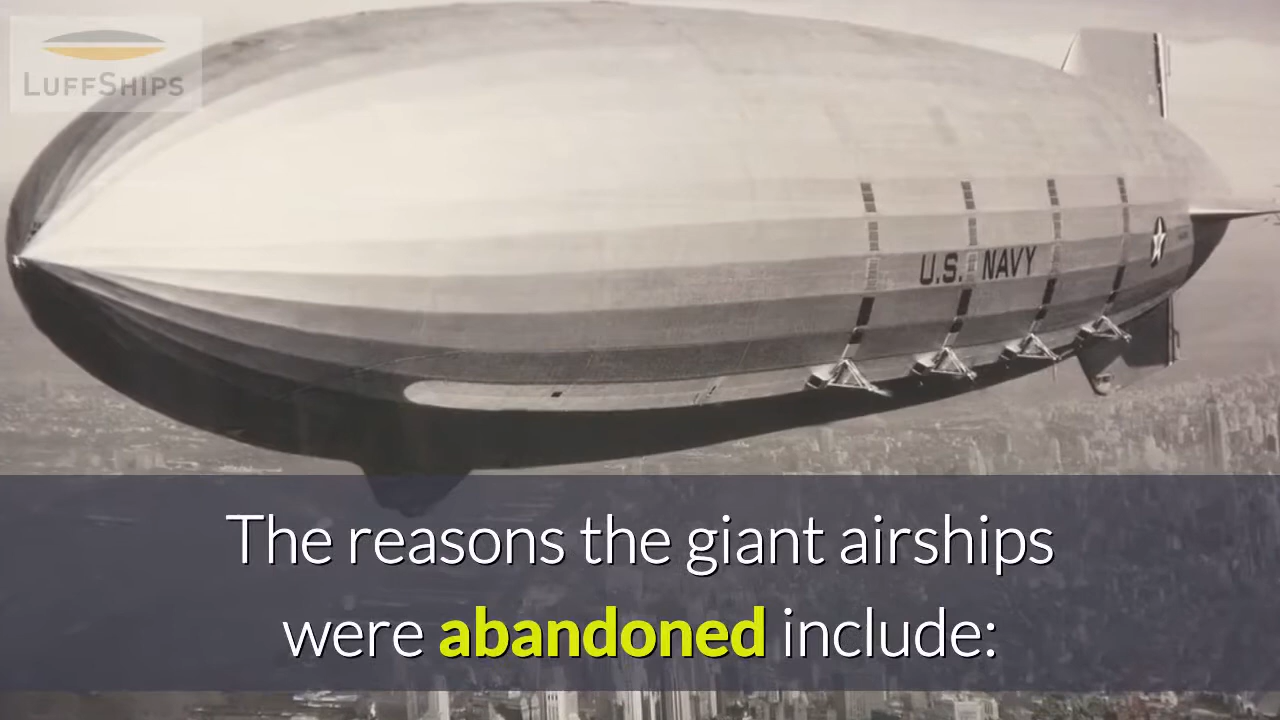 LUFFSHIPS
U.S. NAVY
The reasons the giant airships
were abandoned include: